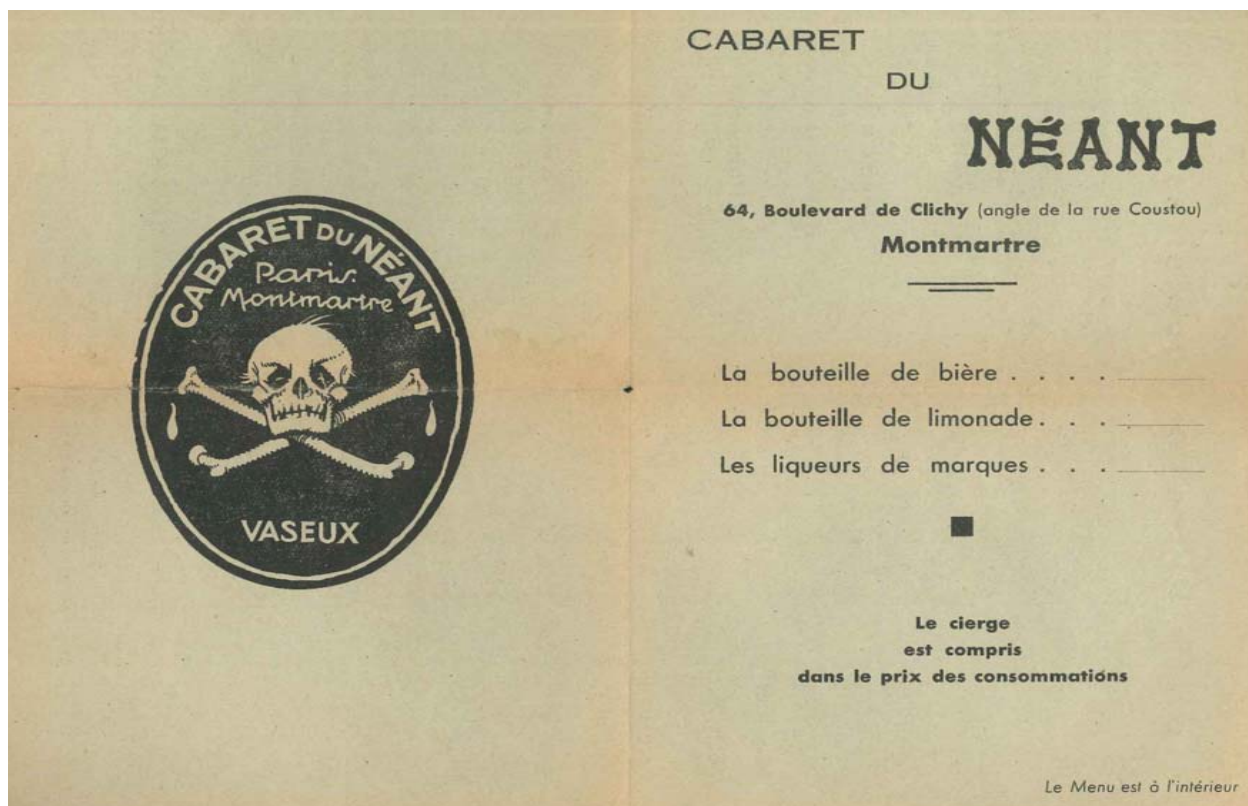 CABARET DU NÉANT
Paris.
Montmartre
VASEUX
CABARET
DU
NÉANT
64, Boulevard de Clichy (angle de la rue Coustou)
Montmartre
La bouteille de bière . . . .
La bouteille de limonade . . .
Les liqueurs de marques . . .
Le cierge
est compris
dans le prix des consommations
Le Menu est à l'intérieur